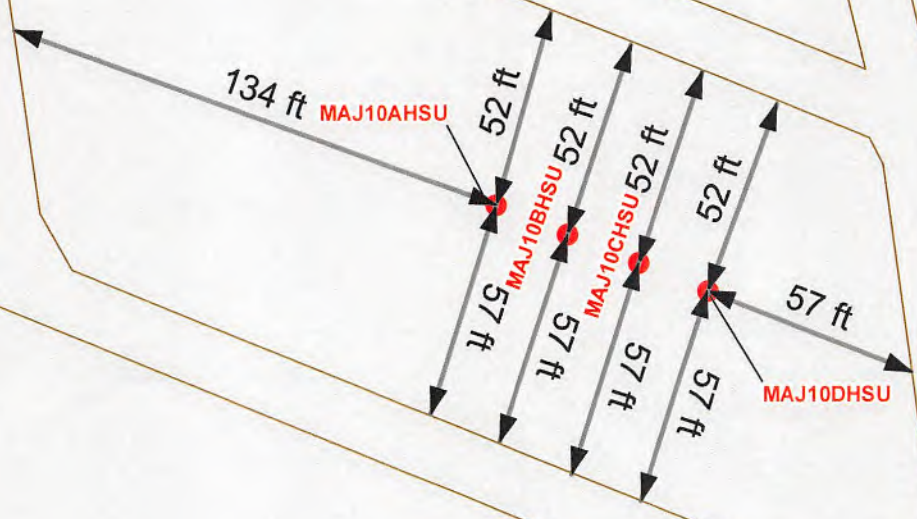 134 ft
MAJ10AHSU
52 ft
52 ft
52 ft
52 ft
MAJ10BHSU
MAJ10CHSU
57 ft
57 ft
57 ft
57 ft
57 ft
MAJ10DHSU